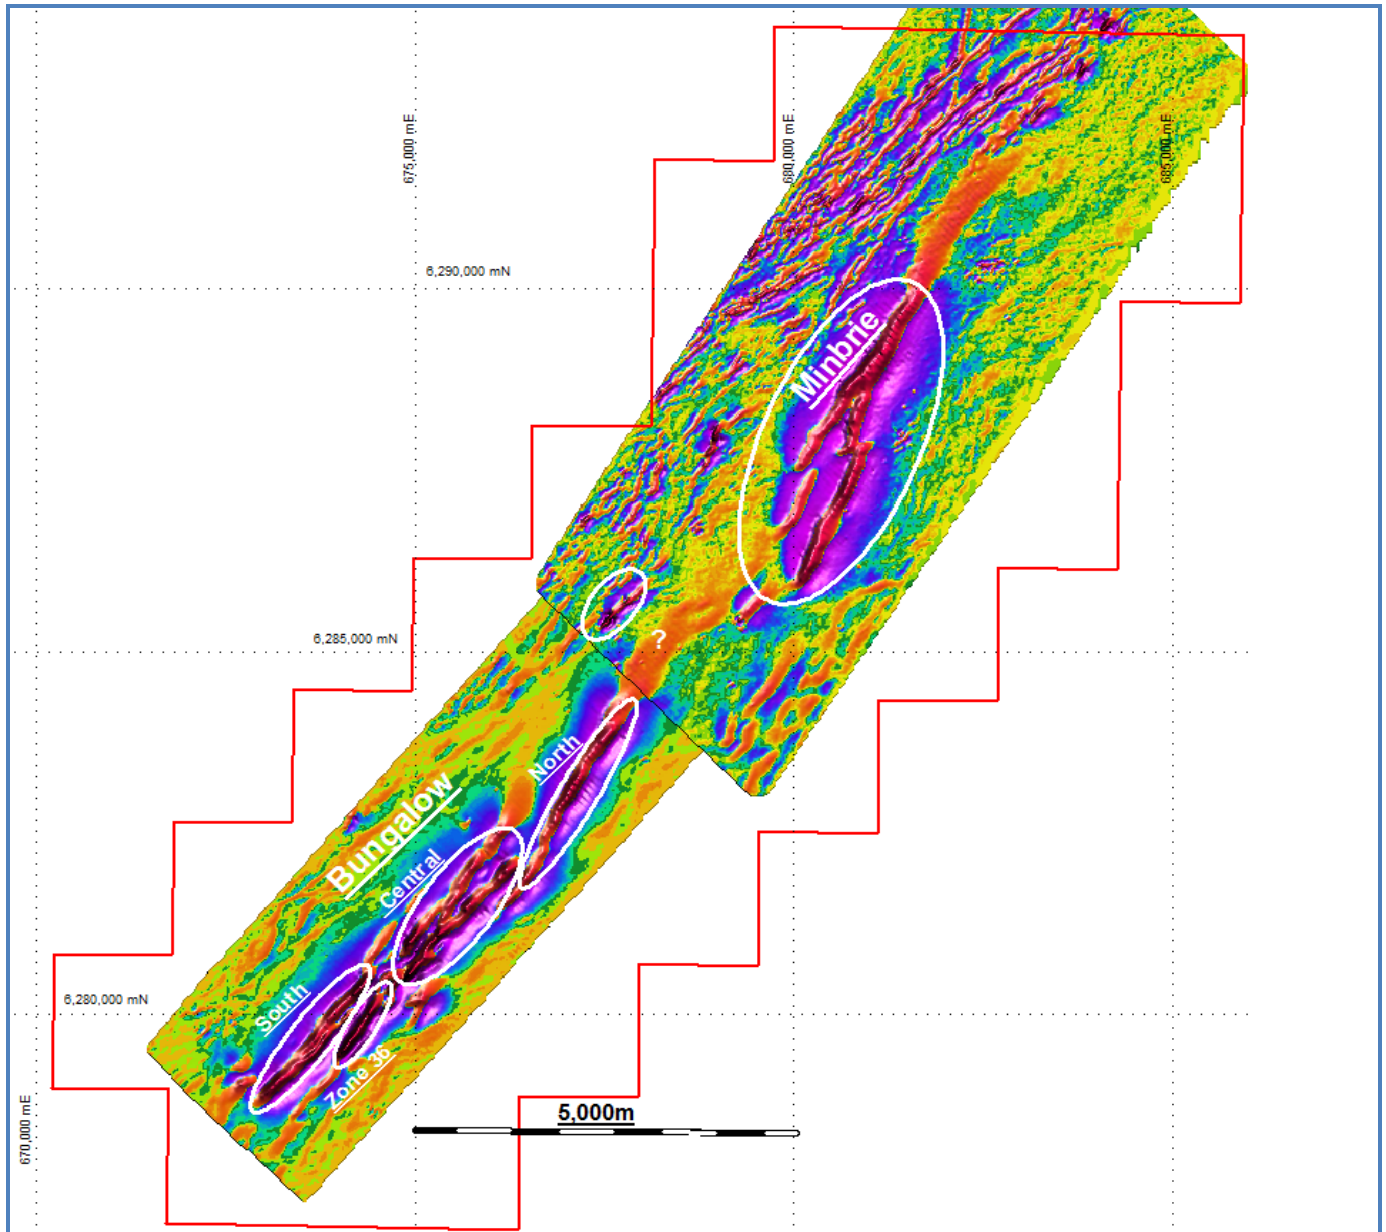 675,000 mE
680,000 mE
685,000 mE
6,290,000 mN
Minbrie
6,285,000 mN
?
North
Bungalow
Central
6,280,000 mN
South
Zone 36
670,000 mE
5,000m